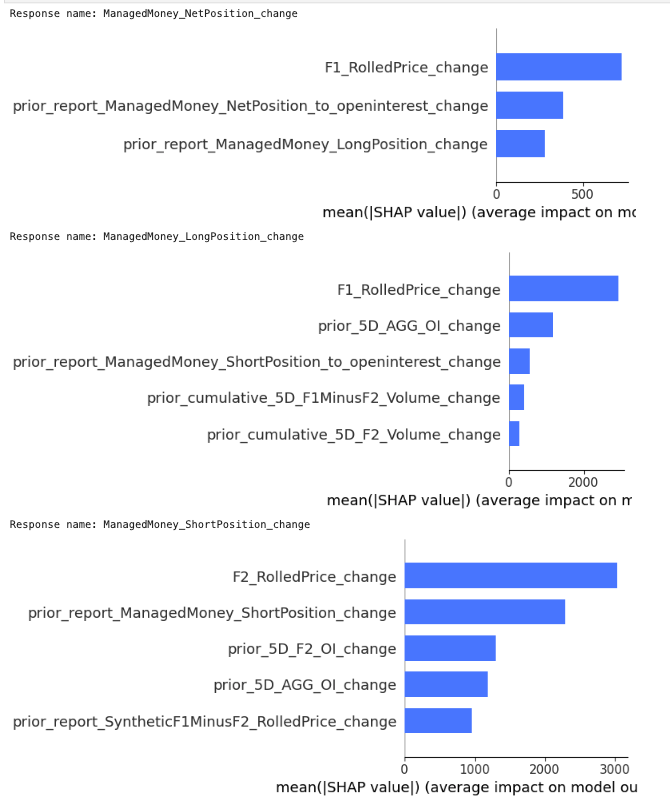 Response name: ManagedMoney_NetPosition_change
F1_RolledPrice_change
prior_report_ManagedMoney_NetPosition_to_openinterest_change
prior_report_ManagedMoney_LongPosition_change
0 500
mean(|SHAP value|) (average impact on mo
Response name: ManagedMoney_LongPosition_change
F1_RolledPrice_change
prior_5D_AGG_OI_change
prior_report_ManagedMoney_ShortPosition_to_openinterest_change
prior_cumulative_5D_F1MinusF2_Volume_change
prior_cumulative_5D_F2_Volume_change
0 2000
mean(|SHAP value|) (average impact on m
Response name: ManagedMoney_ShortPosition_change
F2_RolledPrice_change
prior_report_ManagedMoney_ShortPosition_change
prior_5D_F2_OI_change
prior_5D_AGG_OI_change
prior_report_SyntheticF1MinusF2_RolledPrice_change
0 1000 2000 3000
mean(|SHAP value|) (average impact on model ou